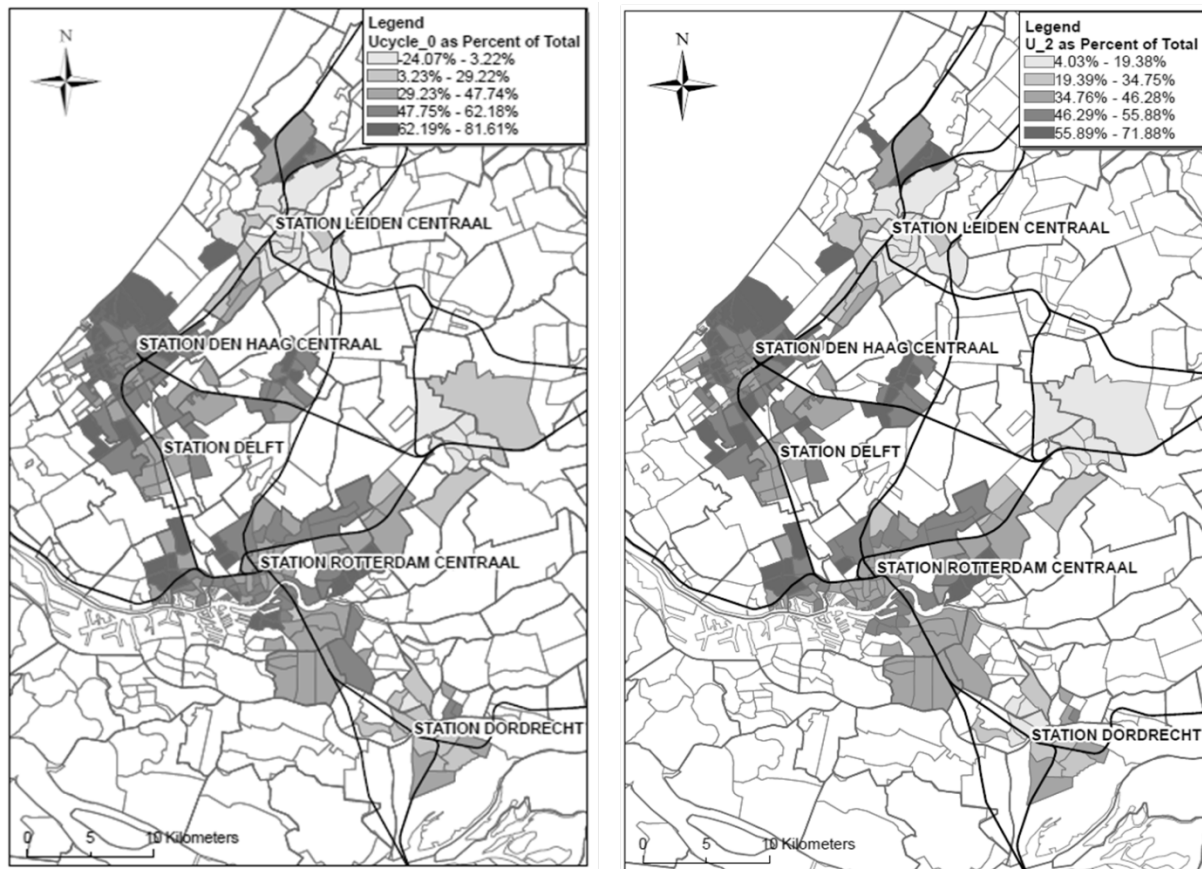 Legend
Ucycle_0 as Percent of Total
-24.07% - 3.22%
3.23% - 29.22%
29.23% - 47.74%
47.75% - 62.18%
62.19% - 81.61%
N
STATION LEIDEN CENTRAAL
STATION DEN HAAG CENTRAAL
STATION DELFT
STATION ROTTERDAM CENTRAAL
STATION DORDRECHT
0 5 10 Kilometers
Legend
U_2 as Percent of Total
4.03% - 19.38%
19.39% - 34.75%
34.76% - 46.28%
46.29% - 55.88%
55.89% - 71.88%
N
STATION LEIDEN CENTRAAL
STATION DEN HAAG CENTRAAL
STATION DELFT
STATION ROTTERDAM CENTRAAL
STATION DORDRECHT
0 5 10 Kilometers